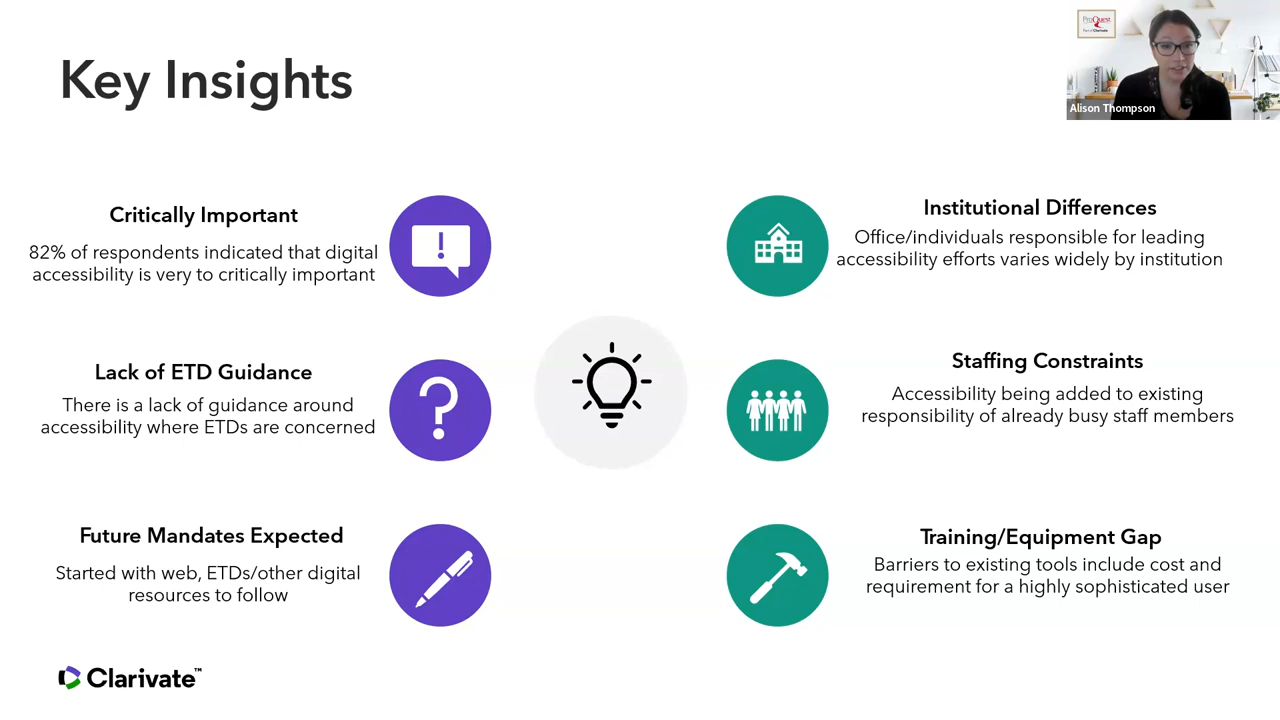 Key Insights
ProQuest
Part of Clarivate
Alison Thompson
Critically Important
82% of respondents indicated that digital
accessibility is very to critically important
Lack of ETD Guidance
There is a lack of guidance around
accessibility where ETDs are concerned
Future Mandates Expected
Started with web, ETDs/other digital
resources to follow
Institutional Differences
Office/individuals responsible for leading
accessibility efforts varies widely by institution
Staffing Constraints
Accessibility being added to existing
responsibility of already busy staff members
Training/Equipment Gap
Barriers to existing tools include cost and
requirement for a highly sophisticated user
Clarivate™